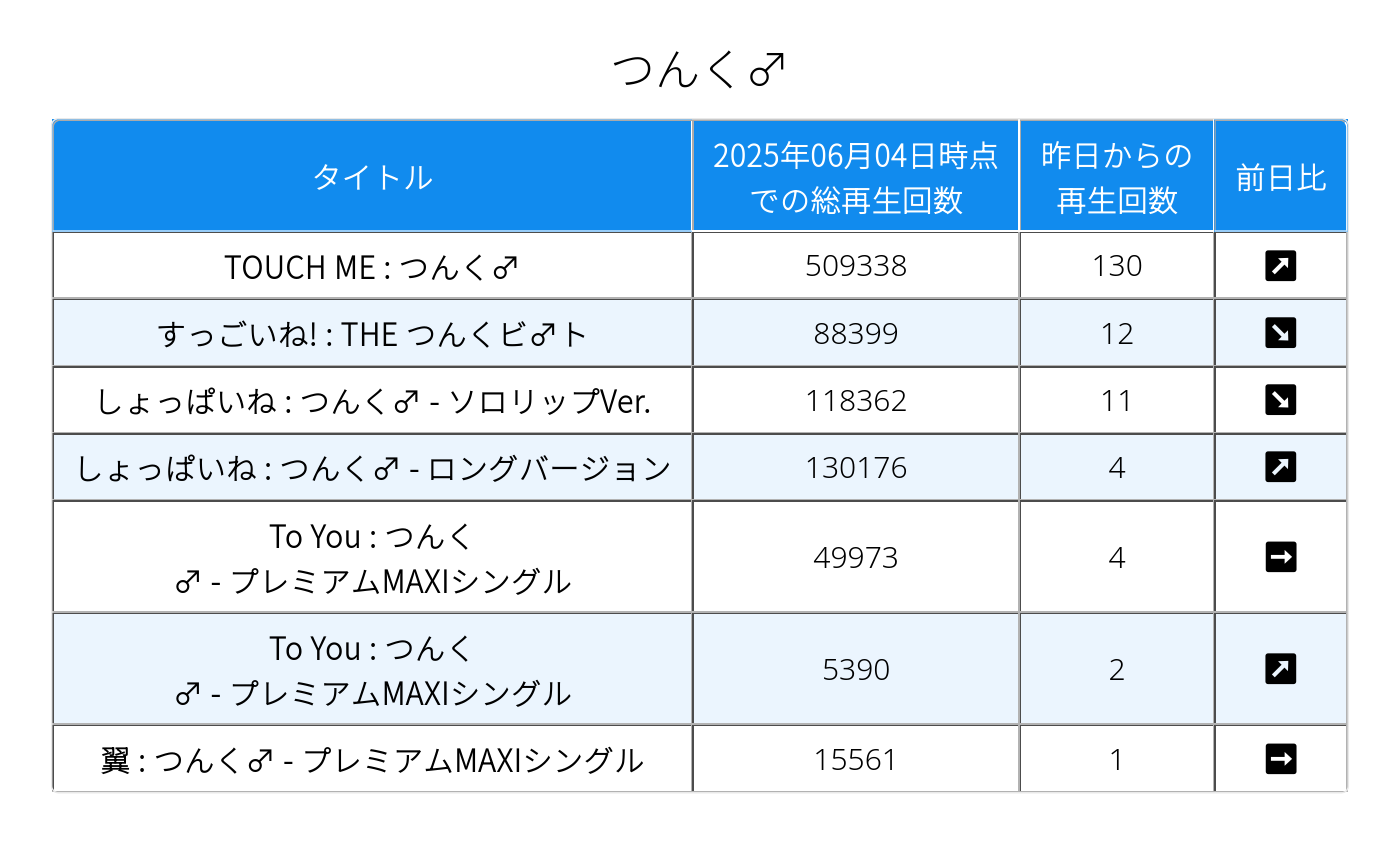 つんく♂
タイトル
2025年06月04日時点
での総再生回数
昨日からの
再生回数
前日比
TOUCH ME : つんく♂
509338
130
↗
すっごいね! : THE つんくビ♂ト
88399
12
↘
しょっぱいね : つんく♂ - ソロリップVer.
118362
11
↘
しょっぱいね : つんく♂ - ロングバージョン
130176
4
↗
To You : つんく
♂ - プレミアムMAXIシングル
49973
4
→
To You : つんく
♂ - プレミアムMAXIシングル
5390
2
↗
翼 : つんく♂ - プレミアムMAXIシングル
15561
1
→